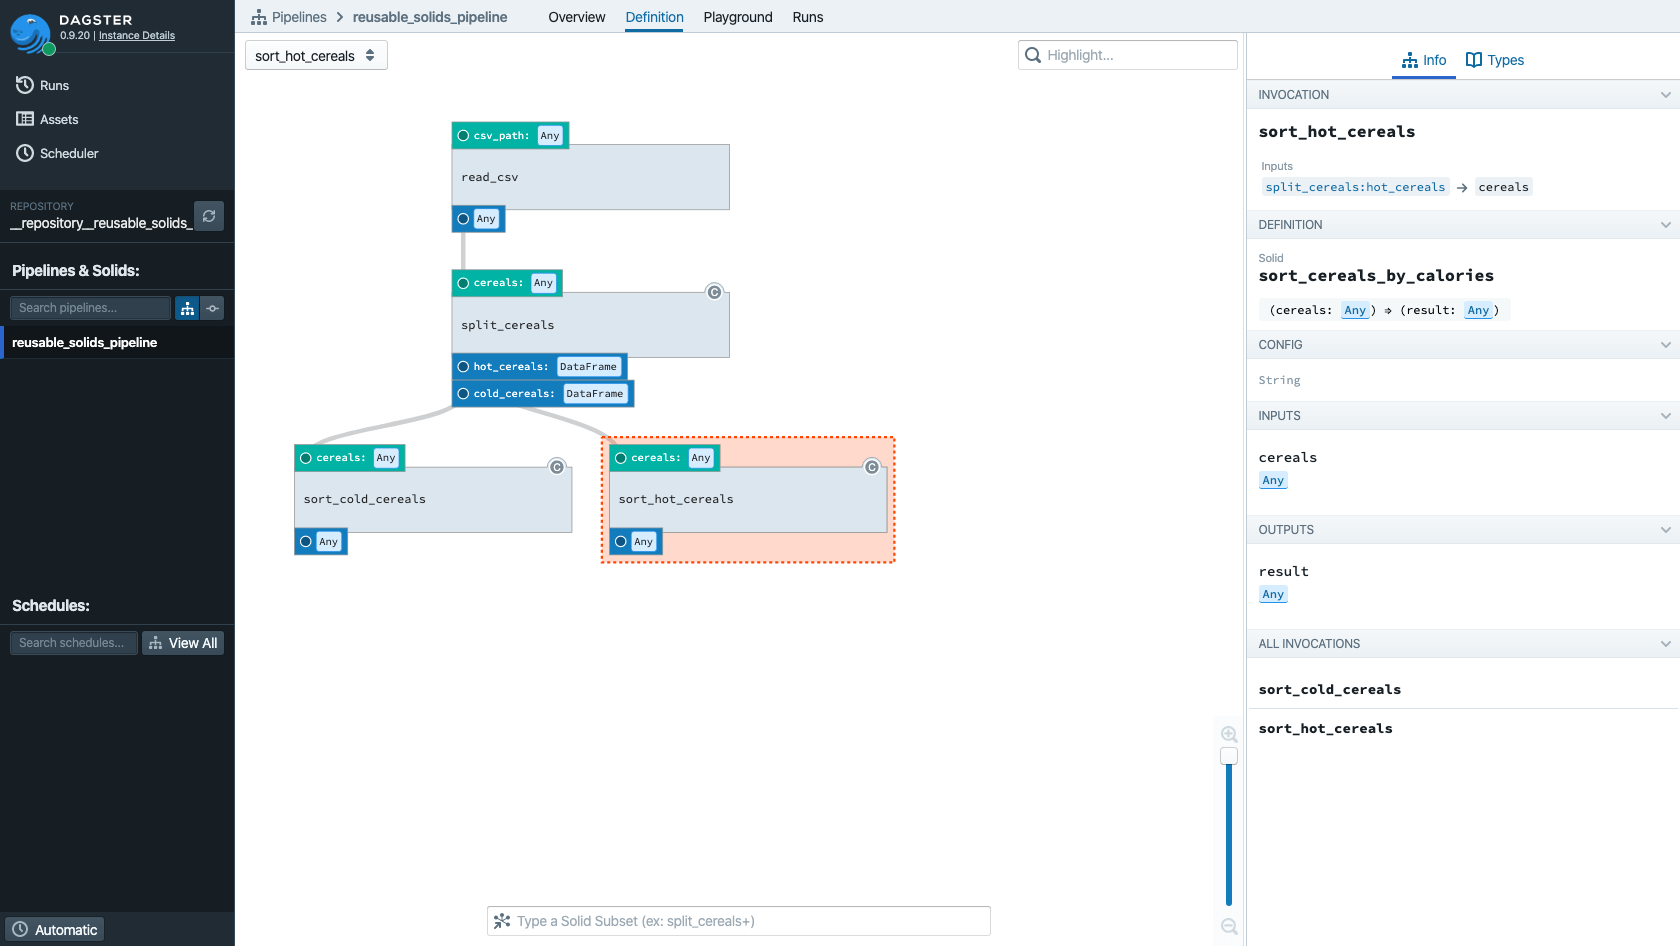 DAGSTER
0.9.20 | Instance Details
Runs
Assets
Scheduler
REPOSITORY
__repository__reusable_solids_
Pipelines & Solids:
Search pipelines...
reusable_solids_pipeline
Schedules:
Search schedules...
View All
Automatic
Pipelines > reusable_solids_pipeline
Overview
Definition
Playground
Runs
sort_hot_cereals
Highlight...
csv_path: Any
read_csv
Any
cereals: Any
C
split_cereals
hot_cereals: DataFrame
cold_cereals: DataFrame
cereals: Any
C
sort_cold_cereals
Any
cereals: Any
C
sort_hot_cereals
Any
Type a Solid Subset (ex: split_cereals+)
Info
Types
INVOCATION
sort_hot_cereals
Inputs
split_cereals:hot_cereals → cereals
DEFINITION
Solid
sort_cereals_by_calories
(cereals: Any) ⇒ (result: Any)
CONFIG
String
INPUTS
cereals
Any
OUTPUTS
result
Any
ALL INVOCATIONS
sort_cold_cereals
sort_hot_cereals